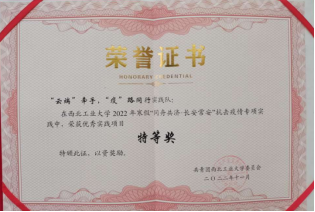 荣誉证书
HONORARY CREDENTIAL
"云端"牵手,"疫"路同行实践队:
在西北工业大学2022年寒假"同舟共济·长安常安"抗击疫情专项实
践中,荣获优秀实践项目
特等奖
特颁此证,以资奖励。
共青团西北工业大学委员会
二〇二二年十一月